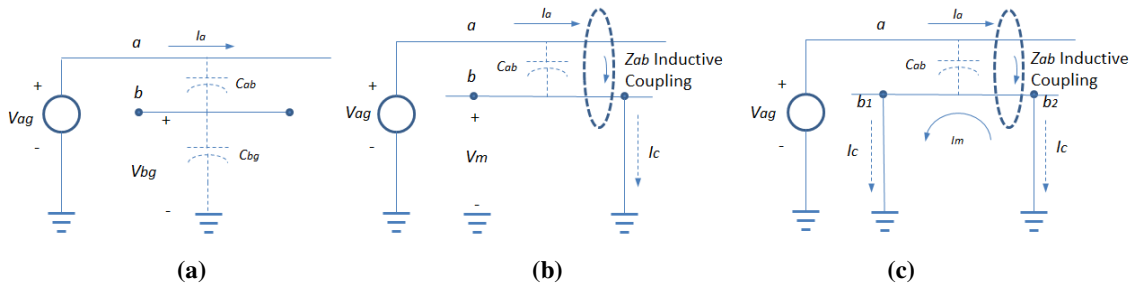 Ia
a
Cab
b
+
+
Vag
-
Cbg
Vbg
-
(a)
Ia
a
Zab Inductive
Coupling
Cab
b
+
+
Vag
-
Vm
Ic
-
(b)
Ia
a
Zab Inductive
Coupling
Cab
b1
b2
+
Vag
-
Ic
Im
Ic
(c)